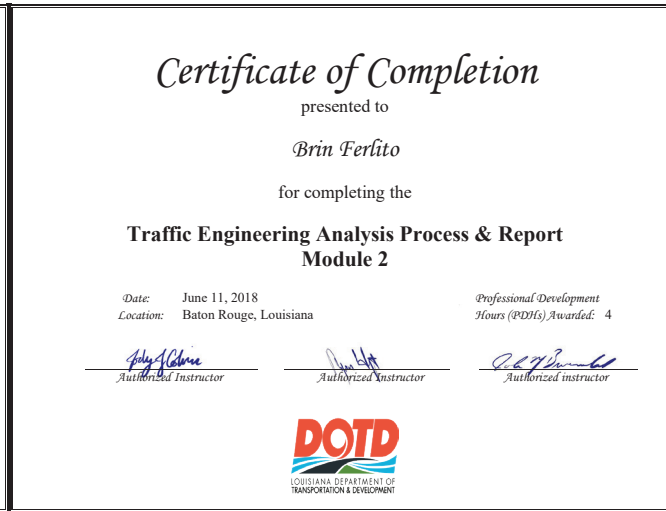 Certificate of Completion
presented to
Brin Ferlito
for completing the
Traffic Engineering Analysis Process & Report
Module 2
Date: June 11, 2018
Location: Baton Rouge, Louisiana
Professional Development
Hours (PDHs) Awarded: 4
Authorized Instructor
Authorized Instructor
Authorized instructor
DOTD
LOUISIANA DEPARTMENT OF
TRANSPORTATION & DEVELOPMENT